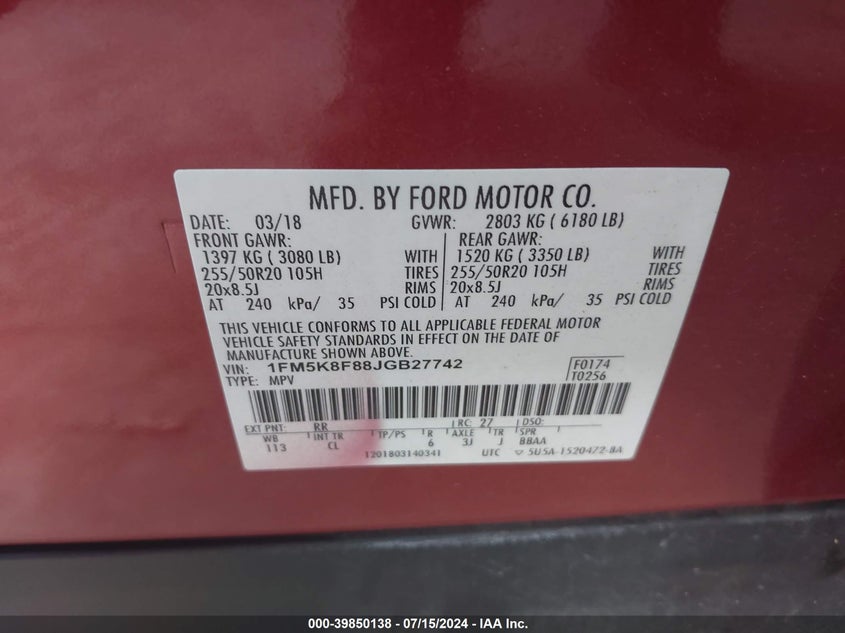 MFD. BY FORD MOTOR CO.
DATE: 03/18 GVWR: 2803 KG ( 6180 LB)
FRONT GAWR: REAR GAWR:
1397 KG ( 3080 LB) WITH 1520 KG ( 3350 LB) WITH
255/50R20 105H TIRES 255/50R20 105H TIRES
20x8.5J RIMS 20x8.5J RIMS
AT 240 kPa/ 35 PSI COLD AT 240 kPa/ 35 PSI COLD
THIS VEHICLE CONFORMS TO ALL APPLICABLE FEDERAL MOTOR
VEHICLE SAFETY STANDARDS IN EFFECT ON THE DATE OF
MANUFACTURE SHOWN ABOVE.
VIN: 1FM5K8F88JGB27742 F0174
TYPE: MPV T0256
EXT PNT: RR RC: 27 DSO:
WB INT TR TP/PS R AXLE TR SPR
113 CL 6 3J J BBAA
1201803140341 UTC ▽ 5U5A-1520472-BA
000-39850138 - 07/15/2024 - IAA Inc.